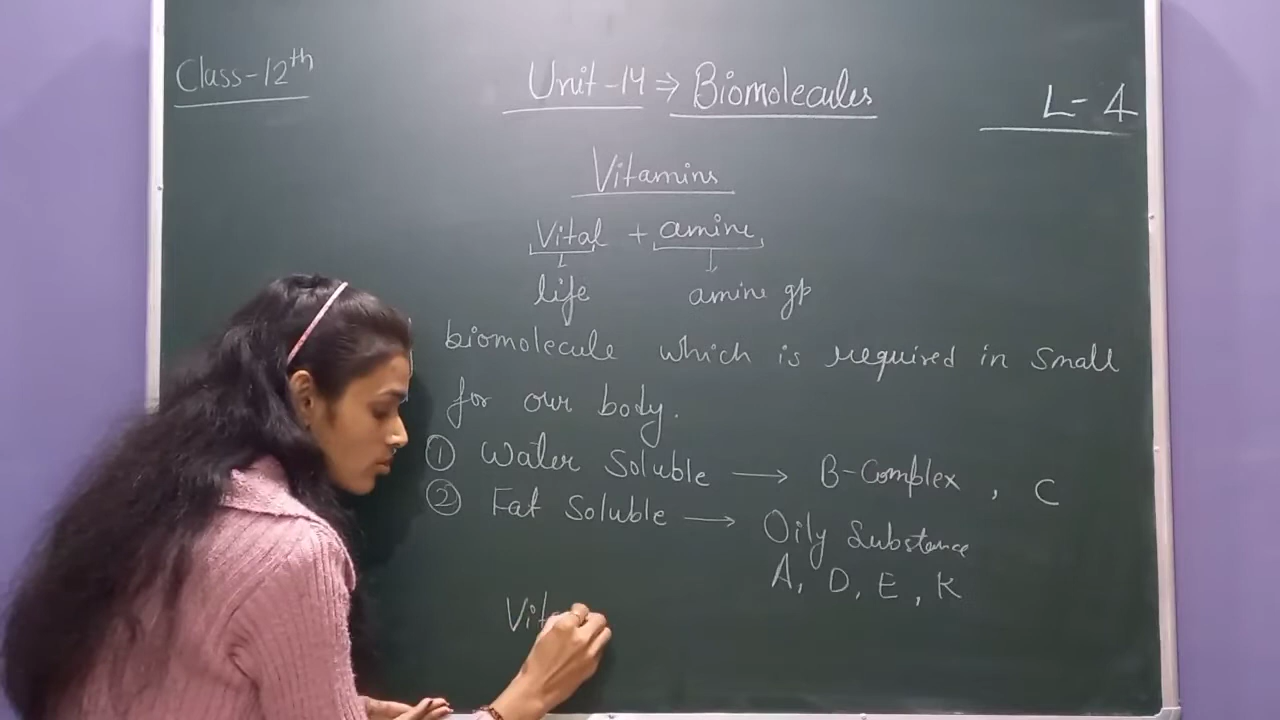 Class-12th
Unit-14 ⇒ Biomolecules
L-4
Vitamins
Vital + amine
life amine gp
biomolecule which is required in small
for our body.
① Water Soluble → B-Complex, C
② Fat Soluble → Oily Substance
A, D, E, K
Vit